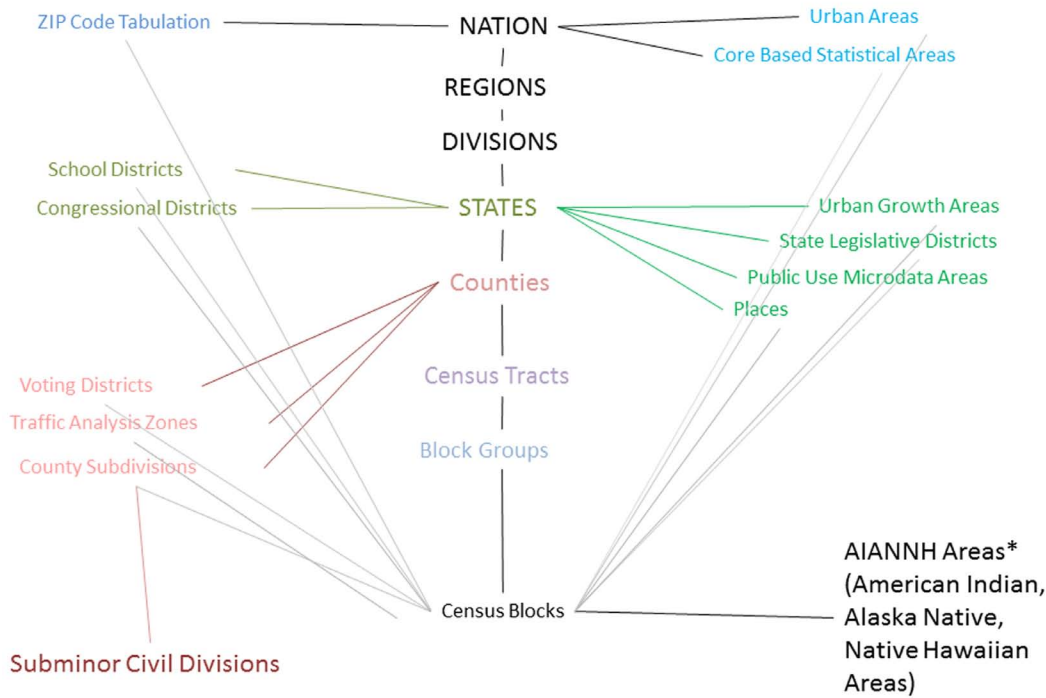 ZIP Code Tabulation
NATION
Urban Areas
Core Based Statistical Areas
REGIONS
DIVISIONS
School Districts
Congressional Districts
STATES
Urban Growth Areas
State Legislative Districts
Public Use Microdata Areas
Places
Counties
Census Tracts
Voting Districts
Traffic Analysis Zones
County Subdivisions
Block Groups
Census Blocks
AIANNH Areas*
(American Indian,
Alaska Native,
Native Hawaiian
Areas)
Subminor Civil Divisions